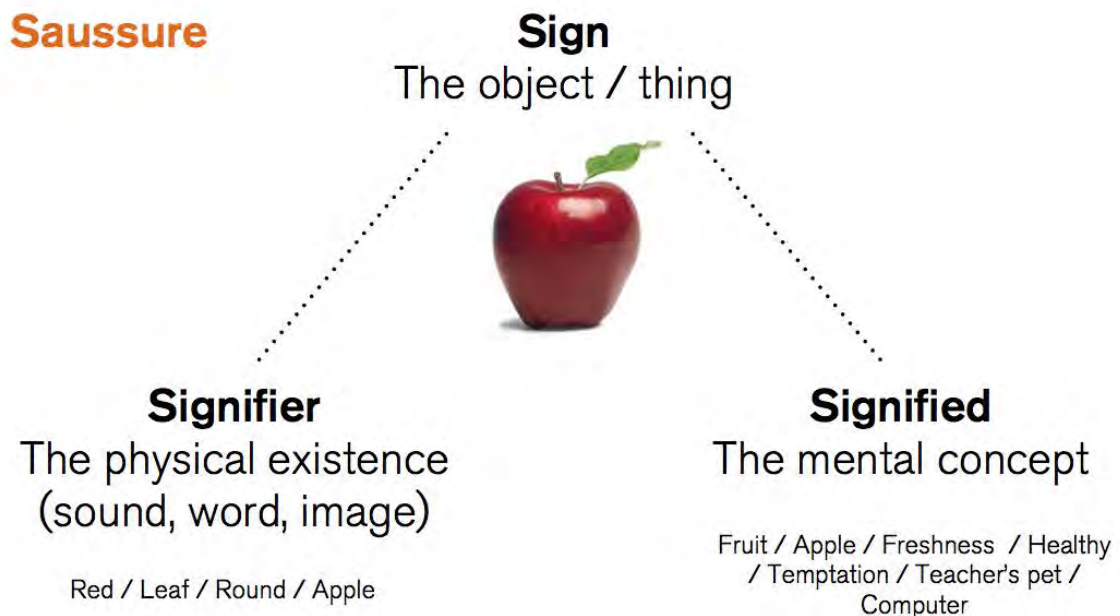 Saussure
Sign
The object / thing
Signifier
The physical existence
(sound, word, image)
Red / Leaf / Round / Apple
Signified
The mental concept
Fruit / Apple / Freshness / Healthy
/ Temptation / Teacher's pet /
Computer